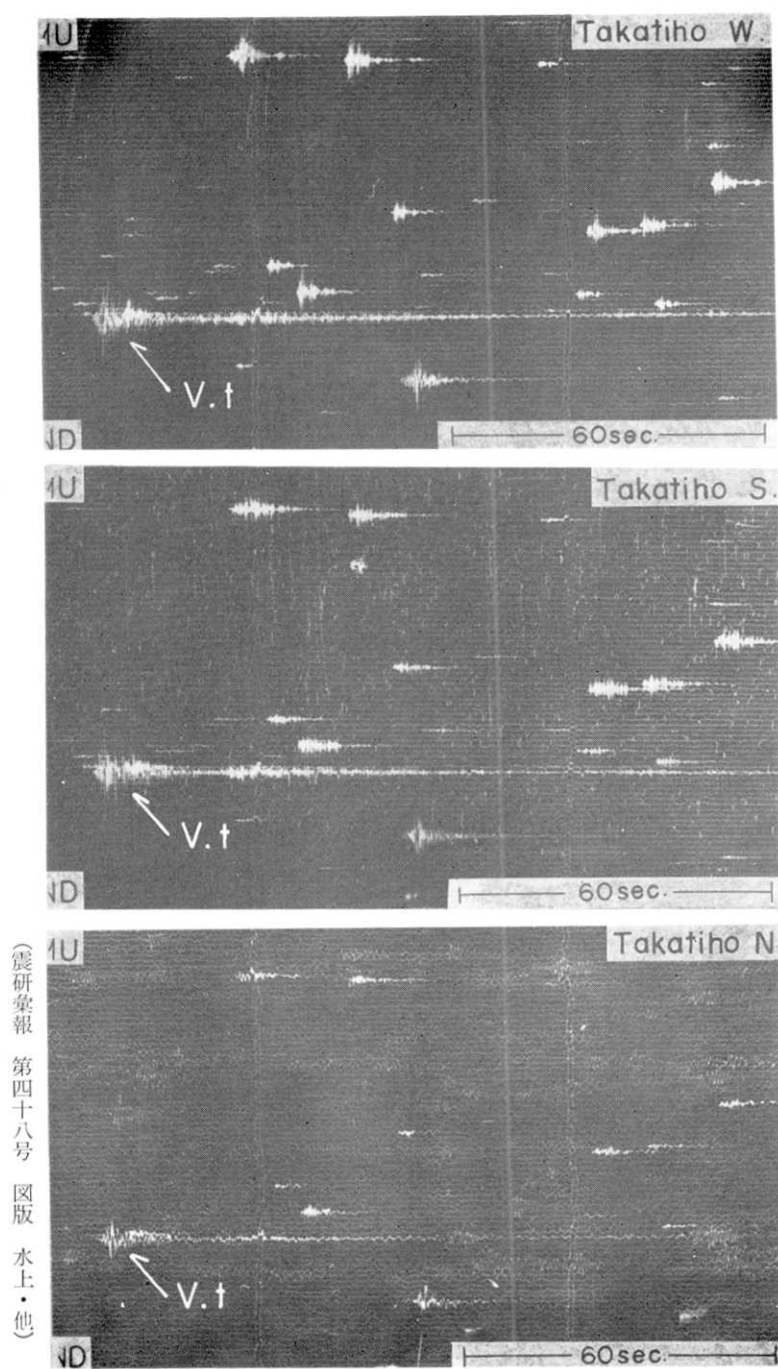 MU
Takatiho W.
V.t
ND
60sec.
MU
Takatiho S.
V.t
ND
60sec.
MU
Takatiho N
V.t
ND
60sec.
(震研彙報 第四十八号 図版 水上・他)